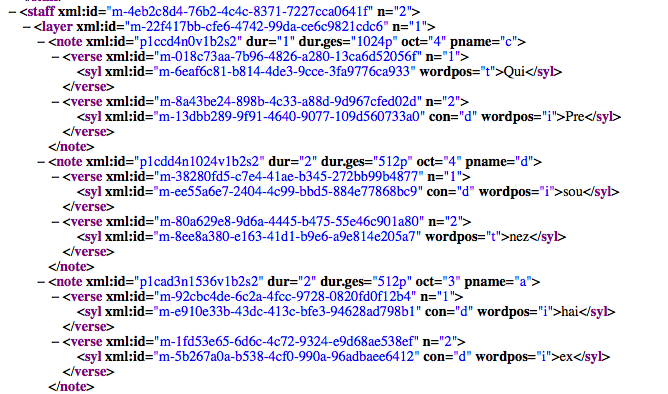 −<staff xml:id="m-4eb2c8d4-76b2-4c4c-8371-7227cca0641f" n="2">
−<layer xml:id="m-22f417bb-cfe6-4742-99da-ce6c9821cdc6" n="1">
−<note xml:id="p1ccd4n0v1b2s2" dur="1" dur.ges="1024p" oct="4" pname="c">
−<verse xml:id="m-018c73aa-7b96-4826-a280-13ca6d52056f" n="1">
<syl xml:id="m-6eaf6c81-b814-4de3-9cce-3fa9776ca933" wordpos="t">Qui</syl>
</verse>
−<verse xml:id="m-8a43be24-898b-4c33-a88d-9d967cfed02d" n="2">
<syl xml:id="m-13dbb289-9f91-4640-9077-109d560733a0" con="d" wordpos="i">Pre</syl>
</verse>
</note>
−<note xml:id="p1cdd4n1024v1b2s2" dur="2" dur.ges="512p" oct="4" pname="d">
−<verse xml:id="m-38280fd5-c7e4-41ae-b345-272bb99b4877" n="1">
<syl xml:id="m-ee55a6e7-2404-4c99-bbd5-884e77868bc9" con="d" wordpos="i">sou</syl>
</verse>
−<verse xml:id="m-80a629e8-9d6a-4445-b475-55e46c901a80" n="2">
<syl xml:id="m-8ee8a380-e163-41d1-b9e6-a9e814e205a7" wordpos="t">nez</syl>
</verse>
</note>
−<note xml:id="p1cad3n1536v1b2s2" dur="2" dur.ges="512p" oct="3" pname="a">
−<verse xml:id="m-92cbc4de-6c2a-4fcc-9728-0820fd0f12b4" n="1">
<syl xml:id="m-e910e33b-43dc-413c-bfe3-94628ad798b1" con="d" wordpos="i">hai</syl>
</verse>
−<verse xml:id="m-1fd53e65-6d6c-4c72-9324-e9d68ae538ef" n="2">
<syl xml:id="m-5b267a0a-b538-4cf0-990a-96adbaee6412" con="d" wordpos="i">ex</syl>
</verse>
</note>